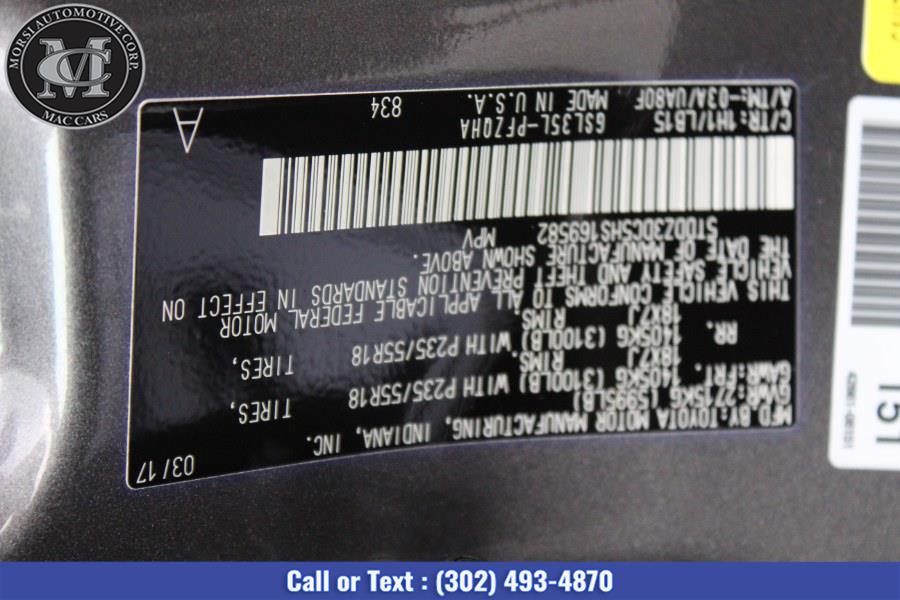 MORSI AUTOMOTIVE CORP.
MC
MAC CARS
MFD BY: TOYOTA MOTOR MANUFACTURING, INDIANA, INC. 03/17
GVWR: 2715KG (5995LB)
GAWR: FRT. 1405KG (3100LB) WITH P235/55R18 TIRES,
18X7J RIMS.
RR. 1405KG (3100LB) WITH P235/55R18 TIRES,
18X7J RIMS.
THIS VEHICLE CONFORMS TO ALL APPLICABLE FEDERAL MOTOR
VEHICLE SAFETY AND THEFT PREVENTION STANDARDS IN EFFECT ON
THE DATE OF MANUFACTURE SHOWN ABOVE.
5TDDZ3DC5HS169582 MPV
C/TR: 1H1/LB15 GSL35L-PFZQHA
A/TM:-03A/UA80F MADE IN U.S.A. 834 A
151
Call or Text : (302) 493-4870